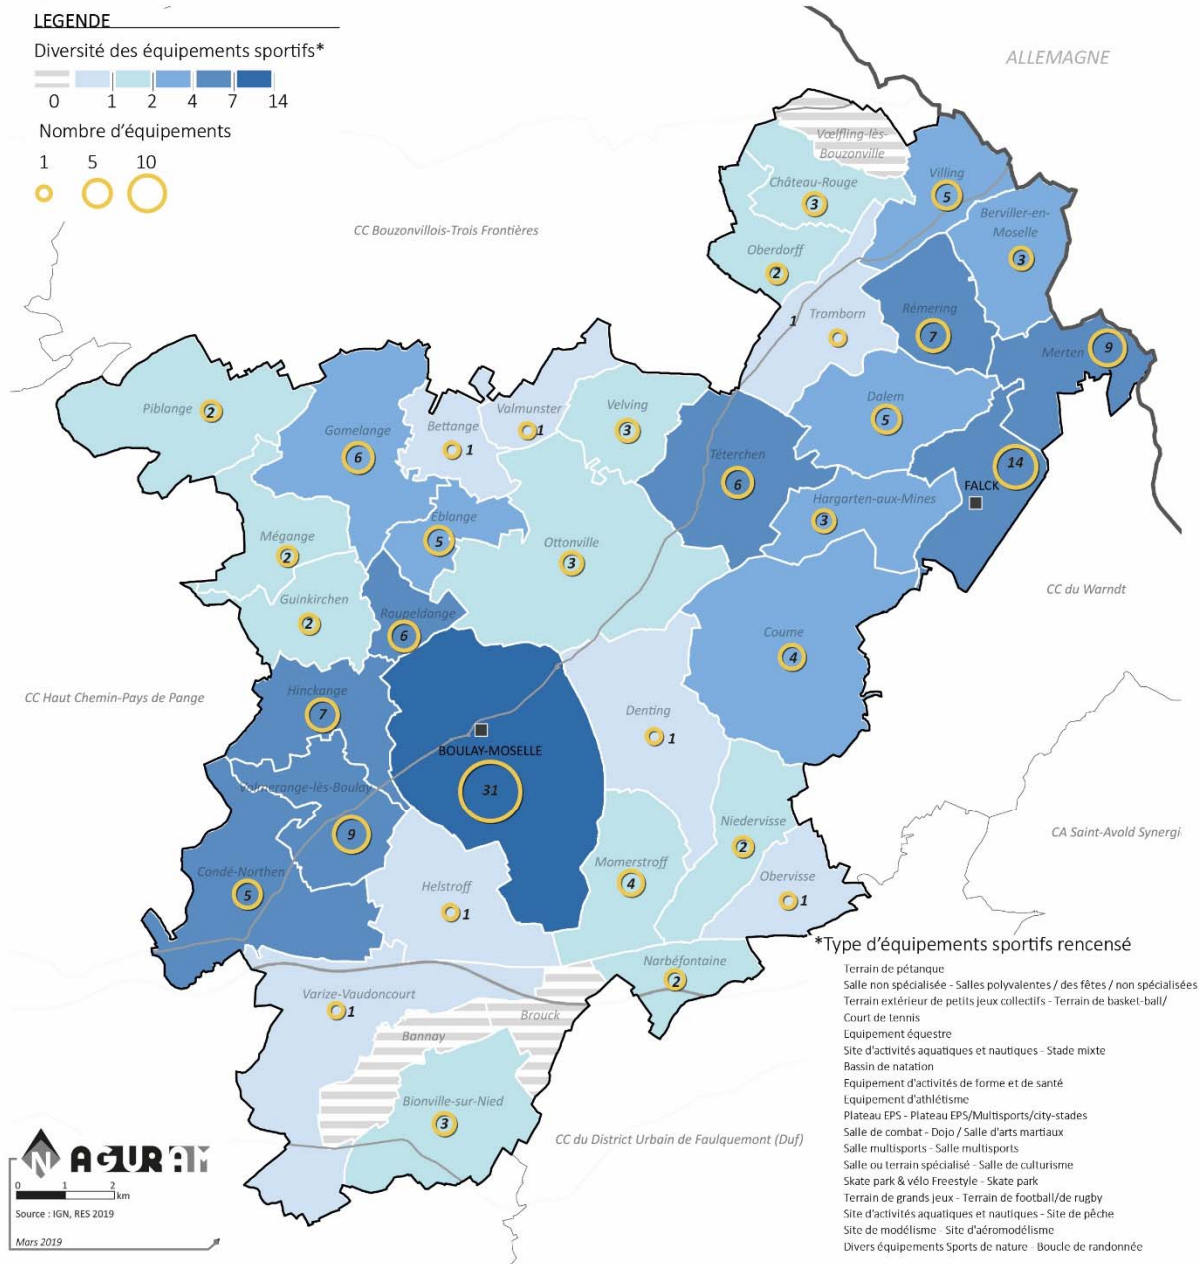 LEGENDE
Diversité des équipements sportifs*
0 1 2 4 7 14
Nombre d'équipements
1 5 10
ALLEMAGNE
CC Bouzonvillois-Trois Frontières
Vœlfling-lès-
Bouzonville
Château-Rouge
3
Villing
5
Berviller-en-
Moselle
3
Oberdorff
2
Tromborn
1
Rémering
7
Merten
9
Piblange
2
Gomelange
6
Bettange
1
Valmunster
1
Velving
3
Dalem
5
Téterchen
6
14
FALCK
Hargarten-aux-Mines
3
Eblange
5
Mégange
2
Ottonville
3
Guinkirchen
2
Roupeldange
6
Coume
4
CC du Warndt
CC Haut Chemin-Pays de Pange
Hinckange
7
Denting
1
BOULAY-MOSELLE
31
Volmerange-lès-Boulay
9
Niedervisse
2
CA Saint-Avold Synergi
Condé-Northen
5
Helstroff
1
Momerstroff
4
Obervisse
1
Narbéfontaine
2
Varize-Vaudoncourt
1
Brouck
Bannay
Bionville-sur-Nied
3
CC du District Urbain de Faulquemont (Duf)
*Type d'équipements sportifs rencensé
Terrain de pétanque
Salle non spécialisée - Salles polyvalentes / des fêtes / non spécialisées
Terrain extérieur de petits jeux collectifs - Terrain de basket-ball/
Court de tennis
Equipement équestre
Site d'activités aquatiques et nautiques - Stade mixte
Bassin de natation
Equipement d'activités de forme et de santé
Equipement d'athlétisme
Plateau EPS - Plateau EPS/Multisports/city-stades
Salle de combat - Dojo / Salle d'arts martiaux
Salle multisports - Salle multisports
Salle ou terrain spécialisé - Salle de culturisme
Skate park & vélo Freestyle - Skate park
Terrain de grands jeux - Terrain de football/de rugby
Site d'activités aquatiques et nautiques - Site de pêche
Site de modélisme - Site d'aéromodélisme
Divers équipements Sports de nature - Boucle de randonnée
N AGURAM
0 1 2
km
Source : IGN, RES 2019
Mars 2019